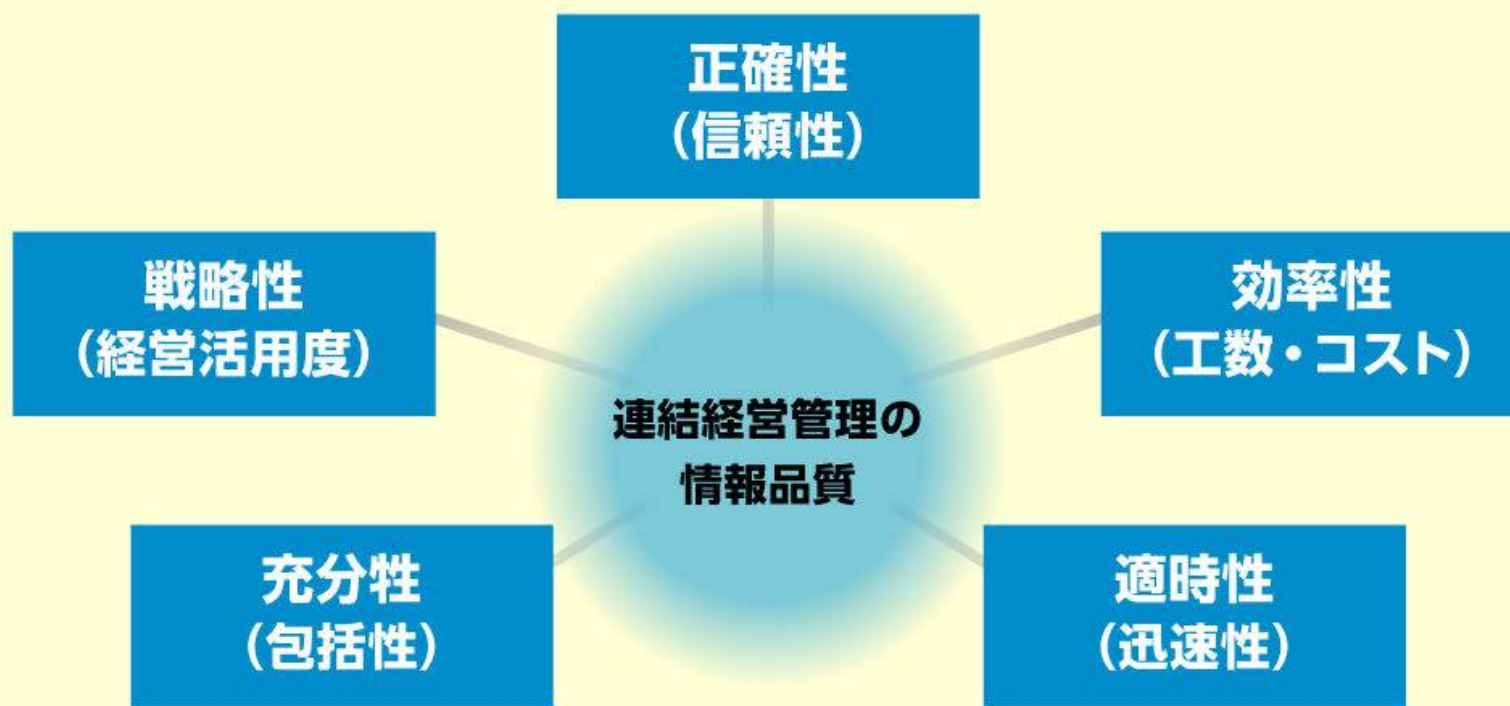 正確性
（信頼性）
戦略性
（経営活用度）
効率性
（工数・コスト）
連結経営管理の
情報品質
充分牲
（包括性）
適時性
（迅速性）